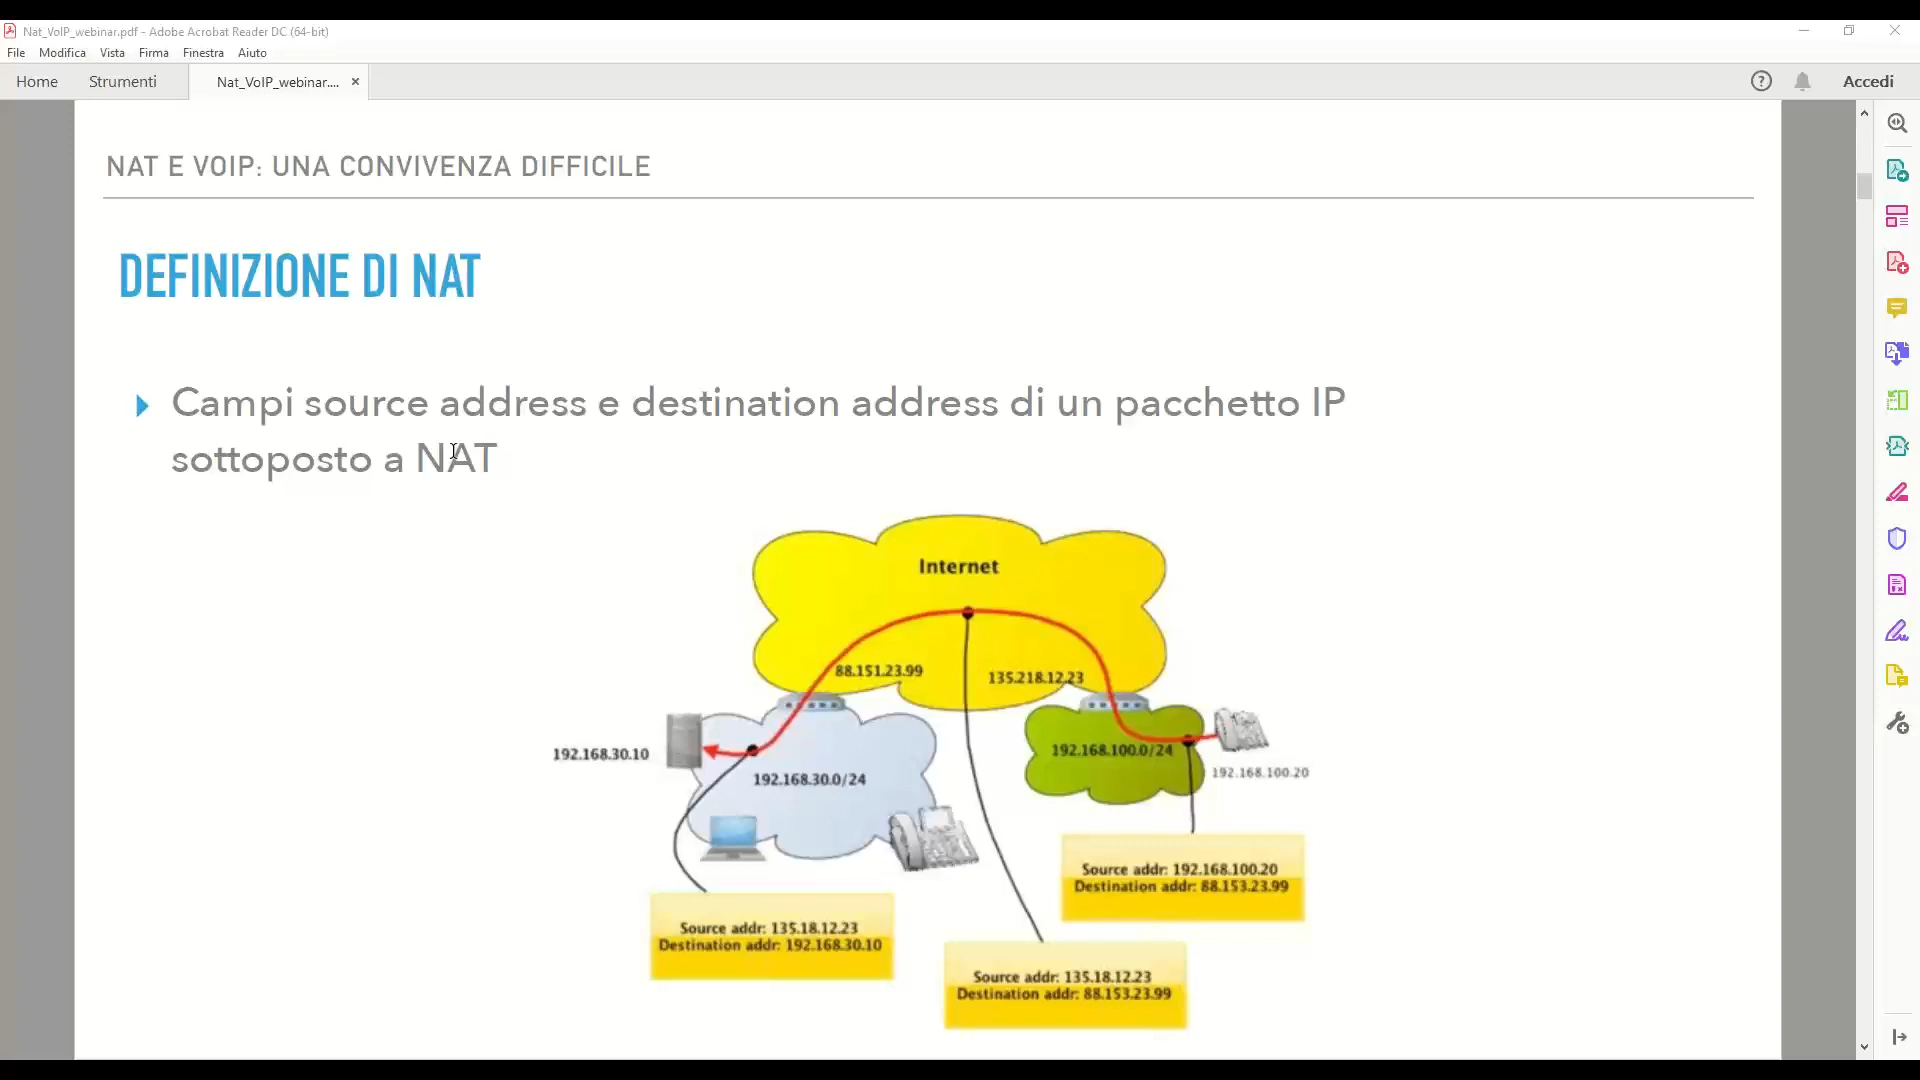 Nat_VoIP_webinar.pdf - Adobe Acrobat Reader DC (64-bit)
File Modifica Vista Firma Finestra Aiuto
Home Strumenti Nat_VoIP_webinar.... × Accedi
NAT E VOIP: UNA CONVIVENZA DIFFICILE
DEFINIZIONE DI NAT
Campi source address e destination address di un pacchetto IP
sottoposto a NAT
Internet
88.151.23.99
135.218.12.23
192.168.30.10
192.168.30.0/24
192.168.100.0/24
192.168.100.20
Source addr: 192.168.100.20
Destination addr: 88.153.23.99
Source addr: 135.18.12.23
Destination addr: 192.168.30.10
Source addr: 135.18.12.23
Destination addr: 88.153.23.99